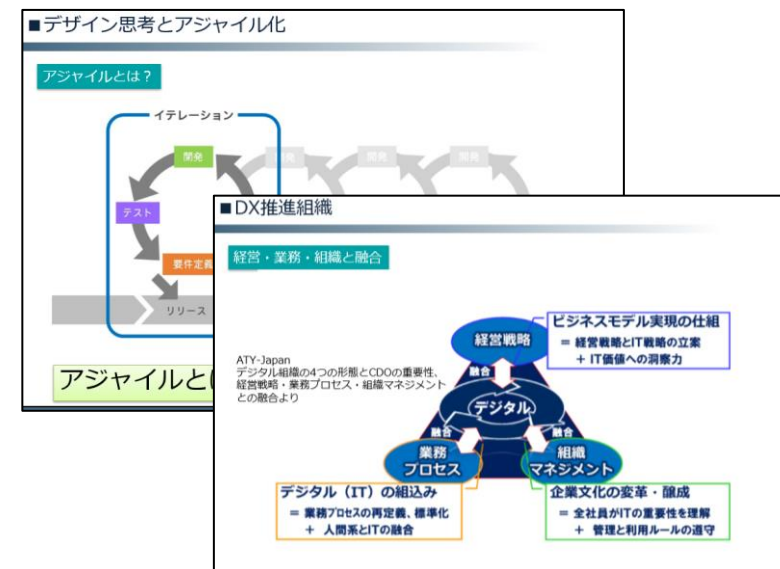 ■デザイン思考とアジャイル化
アジャイルとは？
イテレーション
開発
開発
開発
開発
テスト
要件定義
リリース
アジャイルとは
■DX推進組織
経営・業務・組織と融合
ATY-Japan
デジタル組織の4つの形態とCDOの重要性、
経営戦略・業務プロセス・組織マネジメント
との融合より
経営戦略
融合
デジタル
融合
融合
業務
プロセス
組織
マネジメント
ビジネスモデル実現の仕組
= 経営戦略とIT戦略の立案
+ IT価値への洞察力
デジタル（IT）の組込み
= 業務プロセスの再定義、標準化
+ 人間系とITの融合
企業文化の変革・醸成
= 全社員がITの重要性を理解
+ 管理と利用ルールの遵守